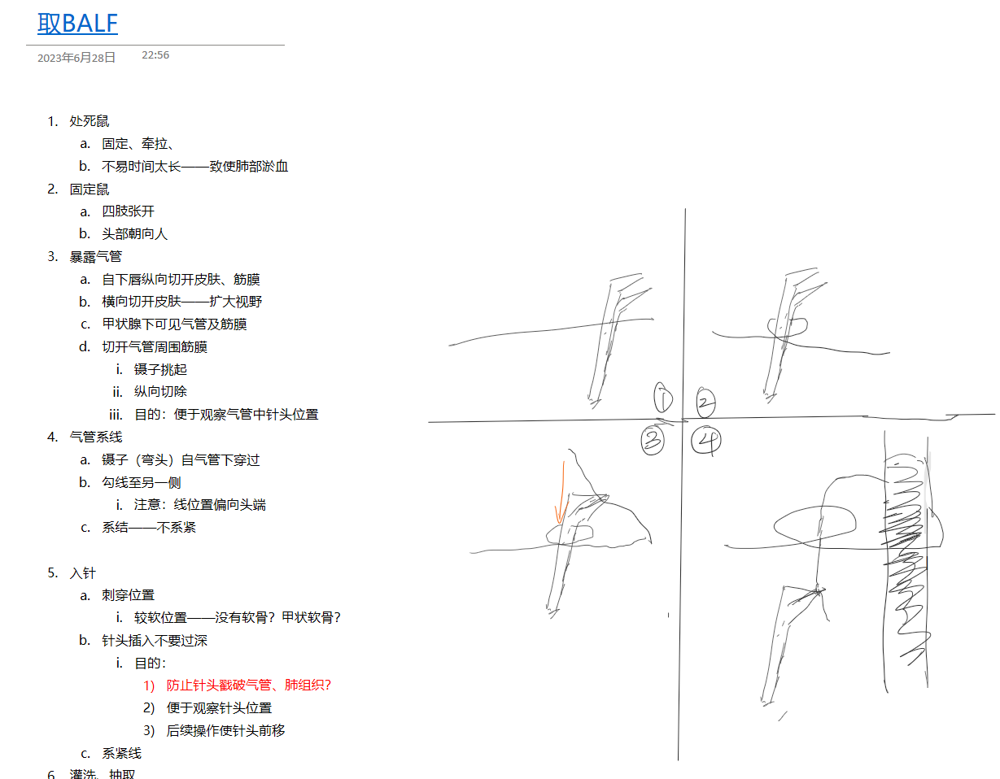 取BALF
2023年6月28日 22:56
1. 处死鼠
a. 固定、牵拉、
b. 不易时间太长——致使肺部淤血
2. 固定鼠
a. 四肢张开
b. 头部朝向人
3. 暴露气管
a. 自下唇纵向切开皮肤、筋膜
b. 横向切开皮肤——扩大视野
c. 甲状腺下可见气管及筋膜
d. 切开气管周围筋膜
i. 镊子挑起
ii. 纵向切除
iii. 目的：便于观察气管中针头位置
4. 气管系线
a. 镊子（弯头）自气管下穿过
b. 勾线至另一侧
i. 注意：线位置偏向头端
c. 系结——不系紧
5. 入针
a. 刺穿位置
i. 较软位置——没有软骨？甲状软骨？
b. 针头插入不要过深
i. 目的：
1) 防止针头戳破气管、肺组织？
2) 便于观察针头位置
3) 后续操作使针头前移
c. 系紧线
6. 灌洗、抽取
① ②
③ ④